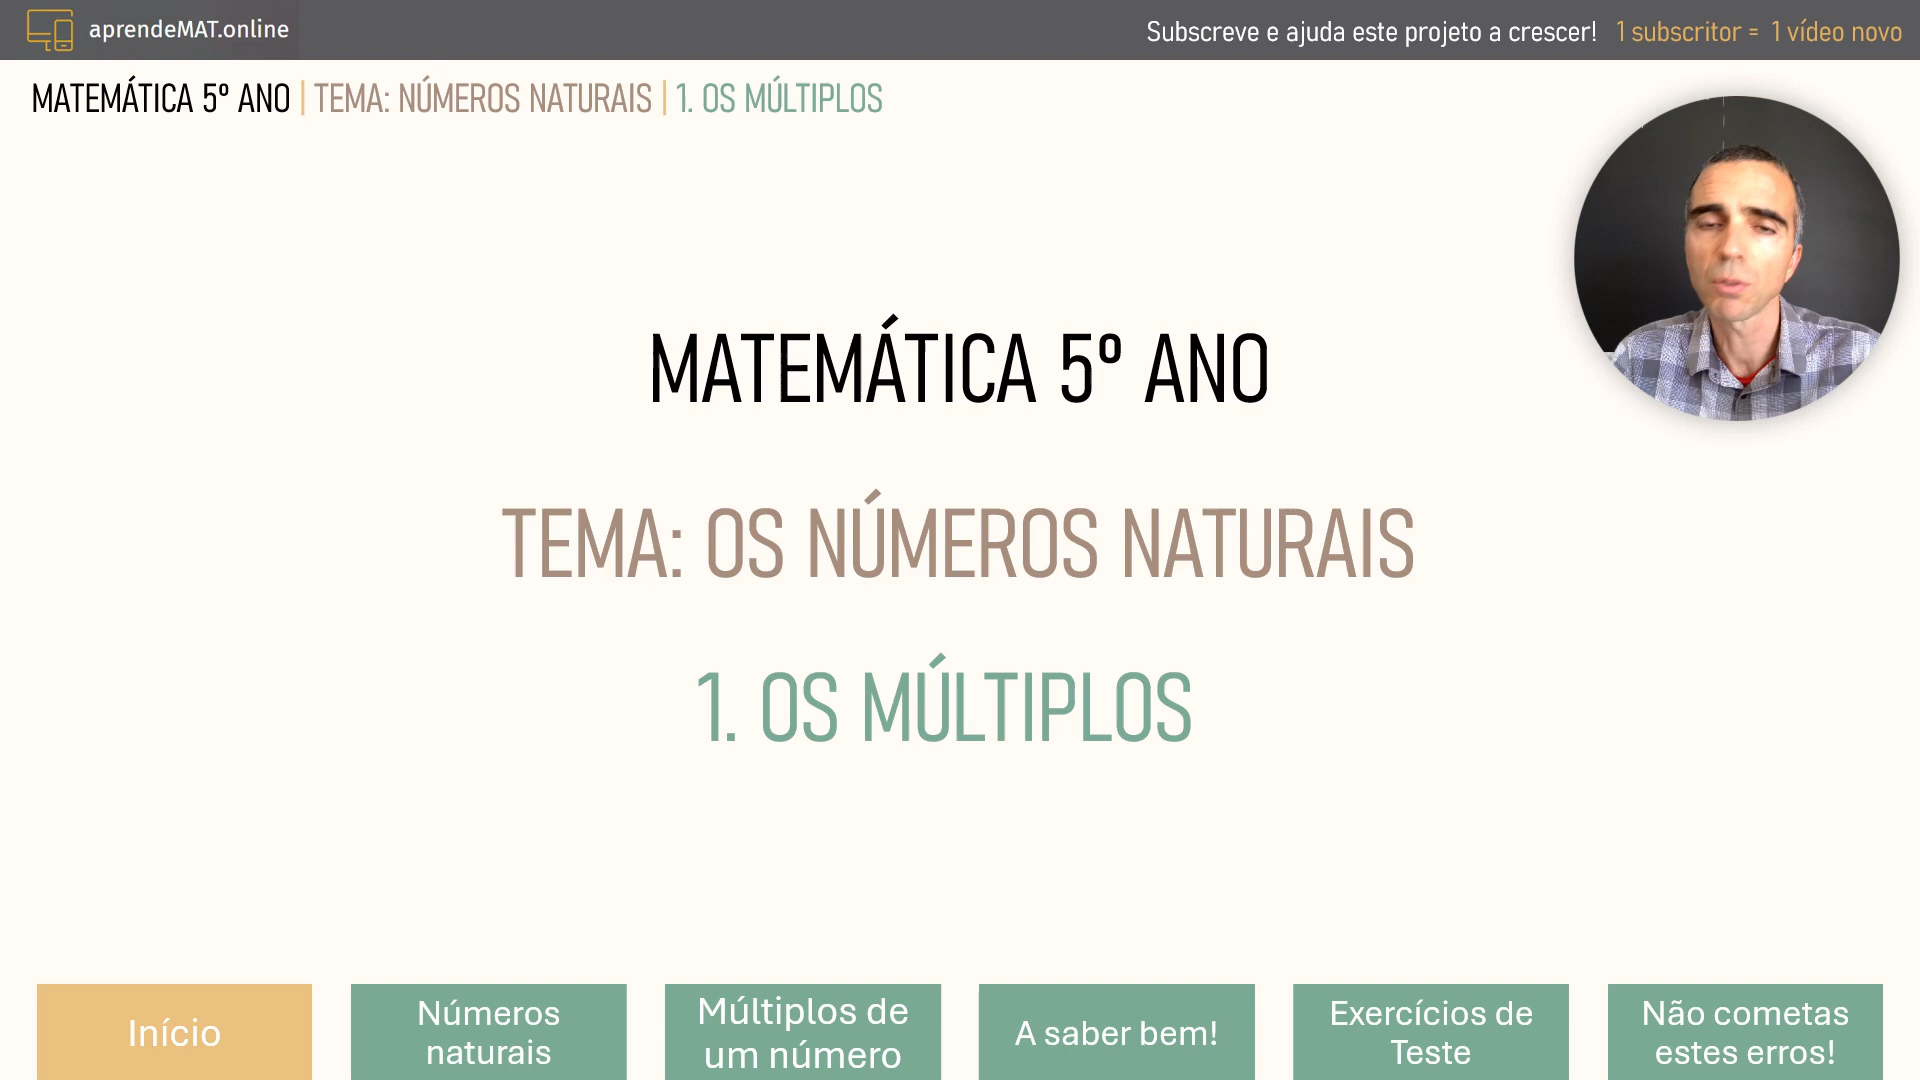 aprendeMAT.online
Subscreve e ajuda este projeto a crescer! 1 subscritor = 1 vídeo novo
MATEMÁTICA 5º ANO | TEMA: NÚMEROS NATURAIS | 1. OS MÚLTIPLOS
MATEMÁTICA 5º ANO
TEMA: OS NÚMEROS NATURAIS
1. OS MÚLTIPLOS
Início
Números
naturais
Múltiplos de
um número
A saber bem!
Exercícios de
Teste
Não cometas
estes erros!